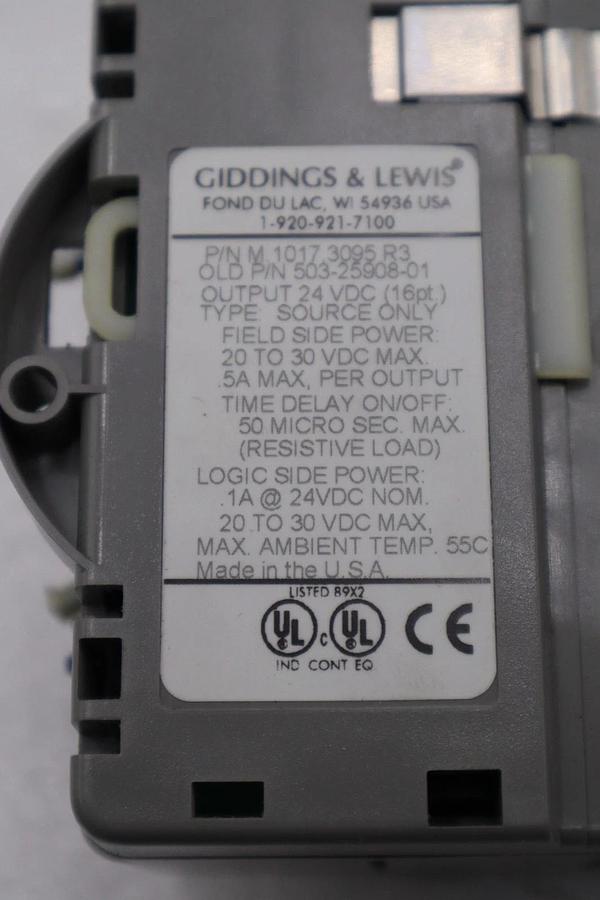 GIDDINGS & LEWIS®
FOND DU LAC, WI 54936 USA
1-920-921-7100
P/N M.1017.3095 R3
OLD P/N 503-25908-01
OUTPUT 24 VDC (16pt.)
TYPE: SOURCE ONLY
FIELD SIDE POWER:
20 TO 30 VDC MAX.
.5A MAX, PER OUTPUT
TIME DELAY ON/OFF:
50 MICRO SEC. MAX.
(RESISTIVE LOAD)
LOGIC SIDE POWER:
.1A @ 24VDC NOM.
20 TO 30 VDC MAX,
MAX. AMBIENT TEMP. 55C
Made in the U.S.A.
LISTED 89X2
UL c UL CE
IND CONT EQ